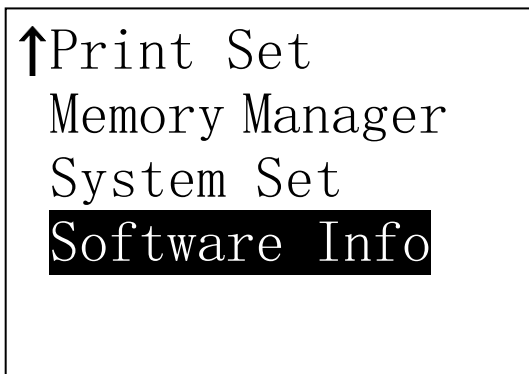 ↑Print Set
Memory Manager
System Set
Software Info